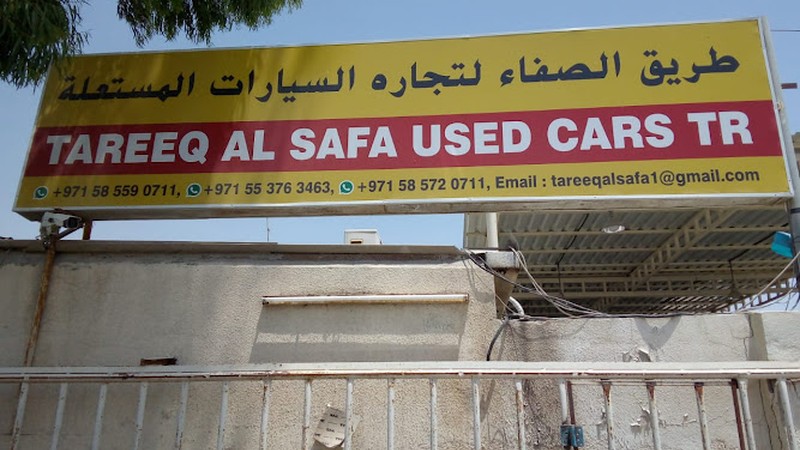 طريق الصفاء لتجاره السيارات المستعلة
TAREEQ AL SAFA USED CARS TR
+971 58 559 0711, +971 55 376 3463, +971 58 572 0711, Email : tareeqalsafa1@gmail.com